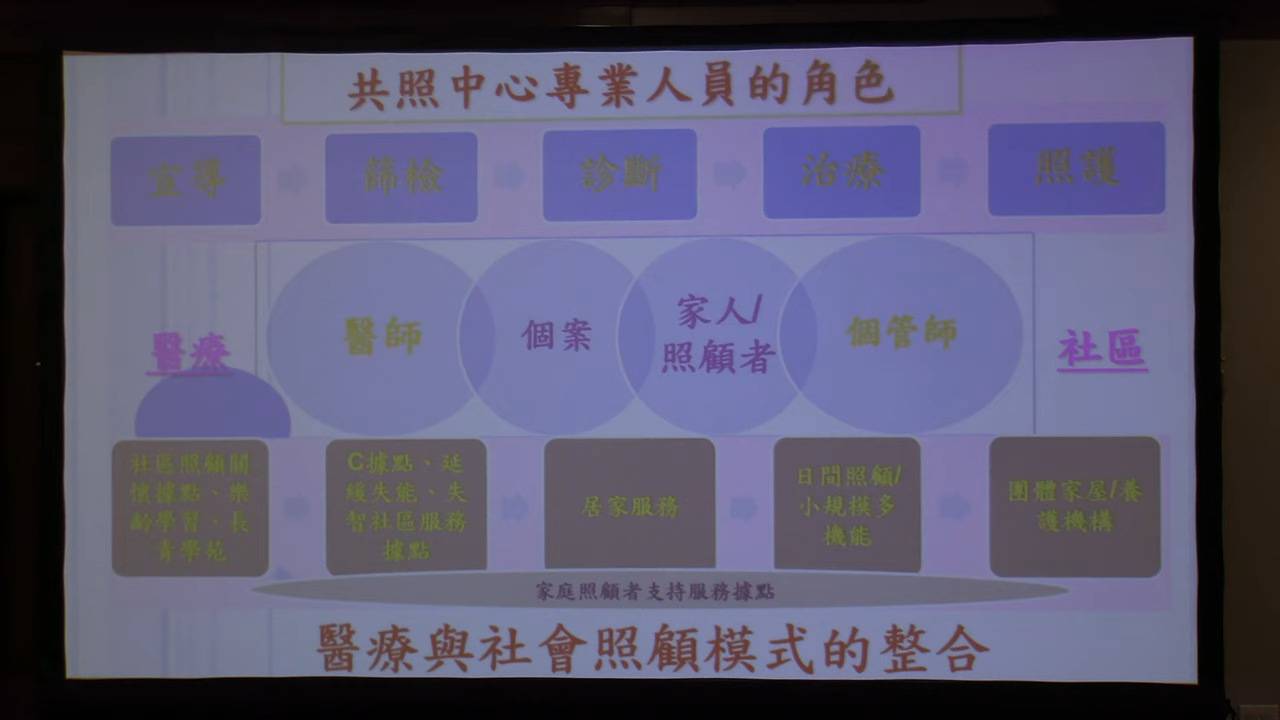 共照中心專業人員的角色
宣導
篩檢
診斷
治療
照護
醫療
醫師
個案
家人/
照顧者
個管師
社區
社區照顧關
懷據點、樂
齡學習、長
青學苑
C據點、延
緩失能、失
智社區服務
據點
居家服務
日間照顧/
小規模多
機能
團體家屋/養
護機構
家庭照顧者支持服務據點
醫療與社會照顧模式的整合